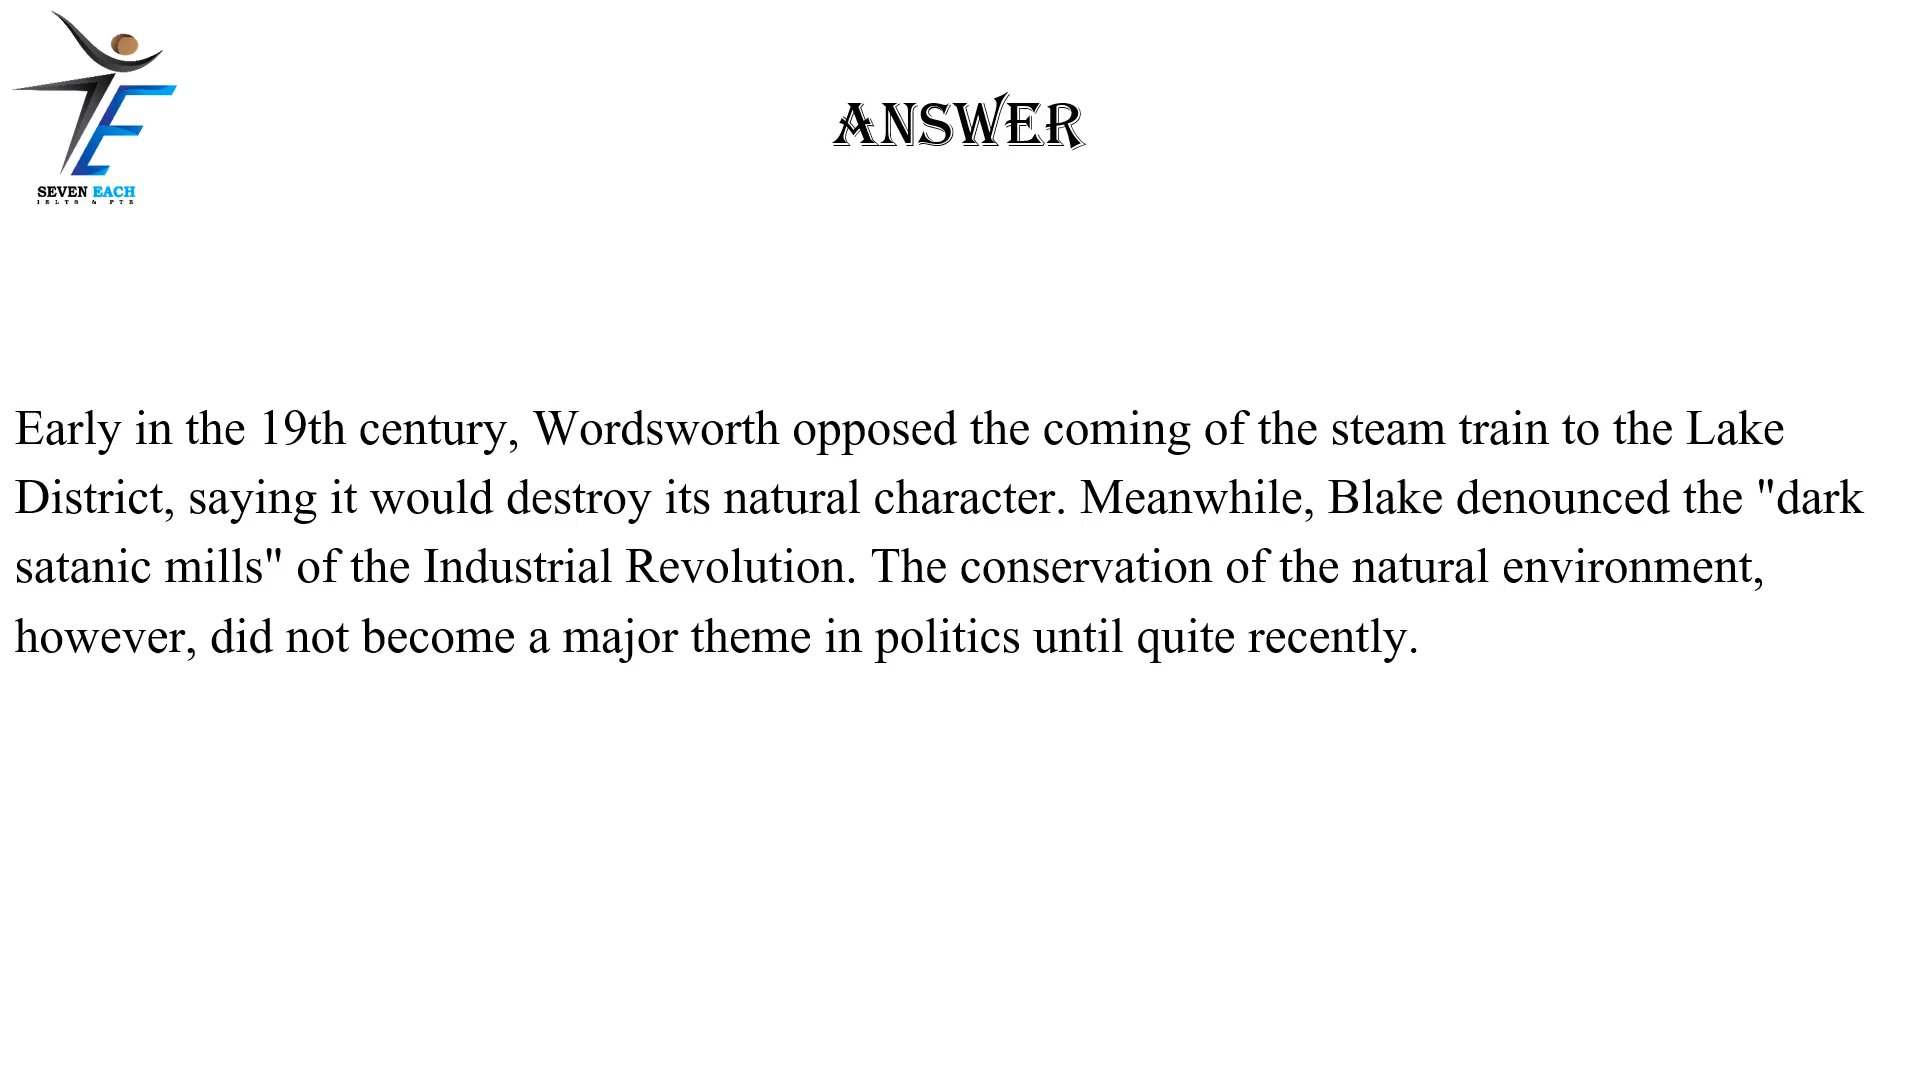 SEVEN EACH
IELTS & PTE
ANSWER
Early in the 19th century, Wordsworth opposed the coming of the steam train to the Lake
District, saying it would destroy its natural character. Meanwhile, Blake denounced the "dark
satanic mills" of the Industrial Revolution. The conservation of the natural environment,
however, did not become a major theme in politics until quite recently.